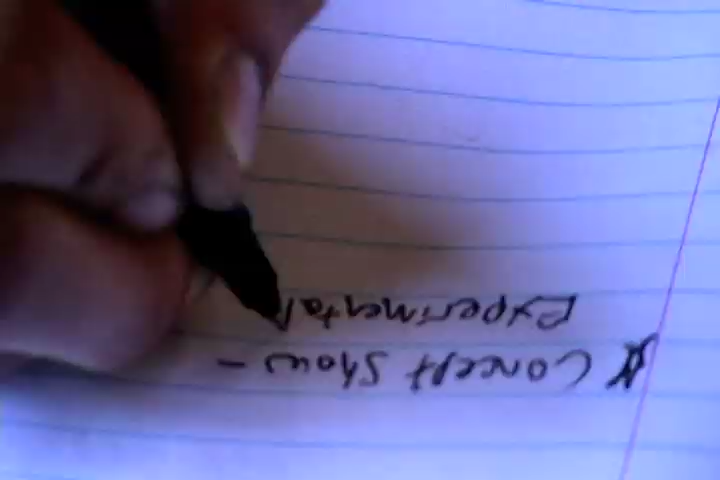 ☆ Concept Show -
Experimental